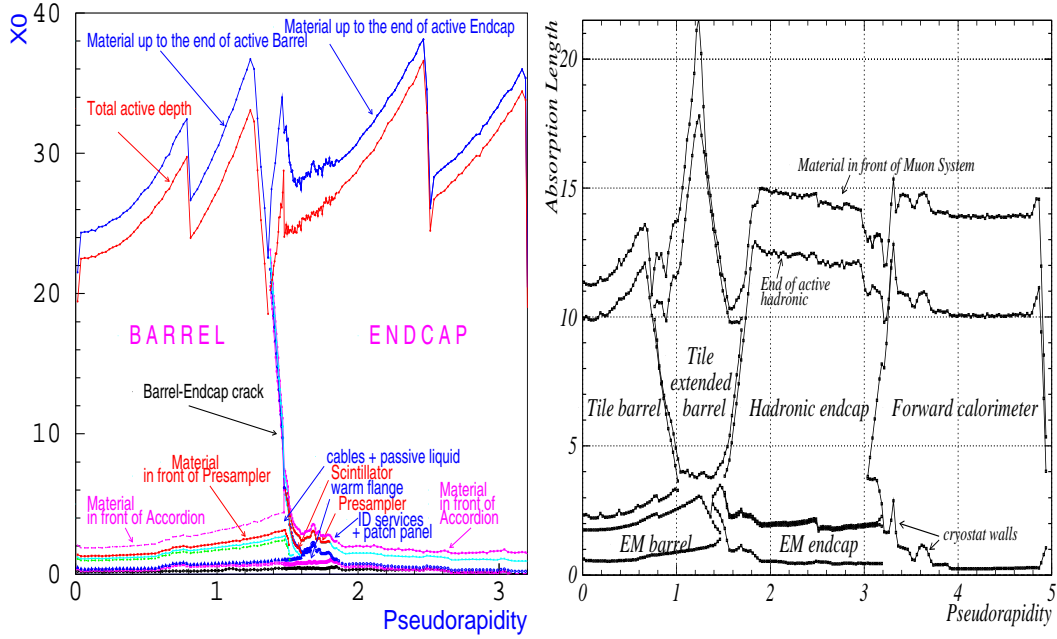 X0
40
30
20
10
0
Material up to the end of active Endcap
Material up to the end of active Barrel
Total active depth
BARREL
ENDCAP
Barrel-Endcap crack
cables + passive liquid
Material
in front of Presampler
Scintillator
warm flange
Presampler
Material
in front of Accordion
ID services
+ patch panel
Material
in front of
Accordion
0
1
2
3
Pseudorapidity
Absorption Length
20
15
10
5
0
Material in front of Muon System
End of active
hadronic
Tile
extended
barrel
Tile barrel
Hadronic endcap
Forward calorimeter
EM barrel
EM endcap
cryostat walls
0
1
2
3
4
5
Pseudorapidity